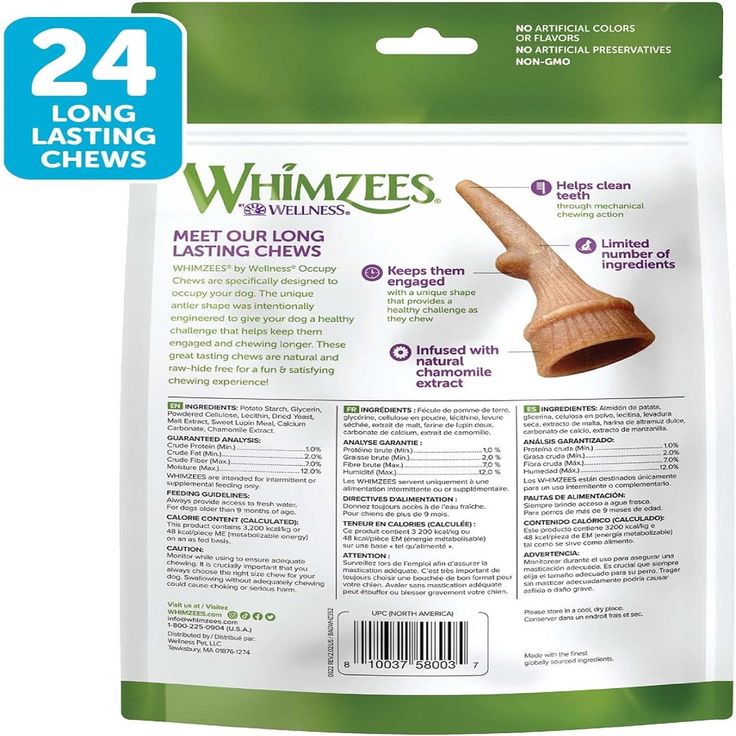 24
LONG
LASTING
CHEWS
NO ARTIFICIAL COLORS
OR FLAVORS
NO ARTIFICIAL PRESERVATIVES
NON-GMO
WHIMZEES®
BY WELLNESS®
MEET OUR LONG
LASTING CHEWS
WHIMZEES® by Wellness® Occupy
Chews are specifically designed to
occupy your dog. The unique
antler shape was intentionally
engineered to give your dog a healthy
challenge that helps keep them
engaged and chewing longer. These
great tasting chews are natural and
raw-hide free for a fun & satisfying
chewing experience!
Helps clean
teeth
through mechanical
chewing action
Limited
number of
ingredients
Keeps them
engaged
with a unique shape
that provides a
healthy challenge as
they chew
Infused with
natural
chamomile
extract
EN INGREDIENTS: Potato Starch, Glycerin,
Powdered Cellulose, Lecithin, Dried Yeast,
Malt Extract, Sweet Lupin Meal, Calcium
Carbonate, Chamomile Extract.
GUARANTEED ANALYSIS:
Crude Protein (Min.) 1.0%
Crude Fat (Min.) 2.0%
Crude Fiber (Max.) 7.0%
Moisture (Max.) 12.0%
WHIMZEES are intended for intermittent or
supplemental feeding only.
FEEDING GUIDELINES:
Always provide access to fresh water.
For dogs older than 9 months of age.
CALORIE CONTENT (CALCULATED):
This product contains 3,200 kcal/kg or
48 kcal/piece ME (metabolizable energy)
on an as fed basis.
CAUTION:
Monitor while using to ensure adequate
chewing. It is crucially important that you
always choose the right size chew for your
dog. Swallowing without adequately chewing
could cause choking or serious harm.
FR INGRÉDIENTS : Fécule de pomme de terre,
glycérine, cellulose en poudre, lécithine, levure
séchée, extrait de malt, farine de lupin doux,
carbonate de calcium, extrait de camomille.
ANALYSE GARANTIE :
Protéine brute (Min.) 1,0 %
Graisse brute (Min.) 2,0 %
Fibre brute (Max.) 7,0 %
Humidité (Max.) 12,0 %
Les WHIMZEES servent uniquement à une
alimentation intermittente ou supplémentaire.
DIRECTIVES D'ALIMENTATION :
Donnez toujours accès à de l'eau fraîche.
Pour chiens de plus de 9 mois.
TENEUR EN CALORIES (CALCULÉE) :
Ce produit contient 3 200 kcal/kg ou
48 kcal/pièce EM (énergie métabolisable)
sur une base « tel qu'alimenté ».
ATTENTION :
Surveillez lors de l'emploi afin d'assurer la
mastication adéquate. C'est très important de
toujours choisir une bouchée de bon format pour
votre chien. Avaler sans mastication adéquate
peut étouffer ou blesser gravement votre chien.
ES INGREDIENTES: Almidón de patata,
glicerina, celulosa en polvo, lecitina, levadura
seca, extracto de malta, harina de altramuz dulce,
carbonato de calcio, extracto de manzanilla.
ANÁLSIS GARANTIZADO:
Proteína cruda (Mín.) 1.0%
Grasa cruda (Mín.) 2.0%
Fibra cruda (Máx.) 7.0%
Humedad (Máx.) 12.0%
Los WHIMZEES están destinados únicamente
para un uso intermitente o complementario.
PAUTAS DE ALIMENTACIÓN:
Siempre brinde acceso a agua fresca.
Para perros de más de 9 meses de edad.
CONTENIDO CALÓRICO (CALCULADO):
Este producto contiene 3200 kcal/kg o
48 kcal/pieza de EM (energía metabolizable)
tal como se sirve como alimento.
ADVERTENCIA:
Monitorear durante el uso para asegurar una
masticación adecuada. Es crucial que siempre
elija el tamaño adecuado para su perro. Tragar
sin masticar adecuadamente podría causar
asfixia o daño grave.
Visit us at / Visítez
WHIMZEES.com
info@whimzees.com
1-800-225-0904 (U.S.A.)
Distributed by / Distribué par:
Wellness Pet, LLC
Tewksbury, MA 01876-1274
UPC (NORTH AMERICA)
8 10037 58003 7
Please store in a cool, dry place.
Conserver dans un endroit frais et sec.
Made with the finest
globally sourced ingredients.